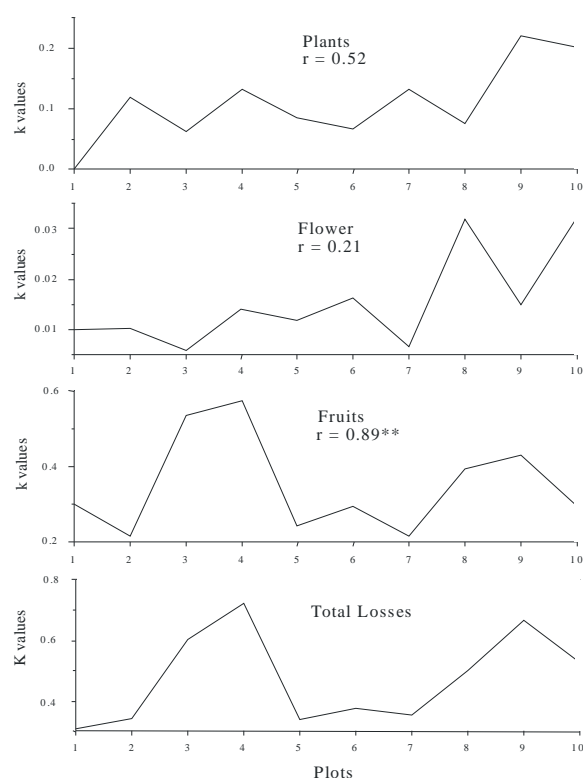 Plants
r = 0.52
k values
0.2
0.1
0.0
1 2 3 4 5 6 7 8 9 10
Flower
r = 0.21
k values
0.03
0.02
0.01
1 2 3 4 5 6 7 8 9 10
Fruits
r = 0.89**
k values
0.6
0.4
0.2
1 2 3 4 5 6 7 8 9 10
Total Losses
K values
0.8
0.6
0.4
1 2 3 4 5 6 7 8 9 10
Plots